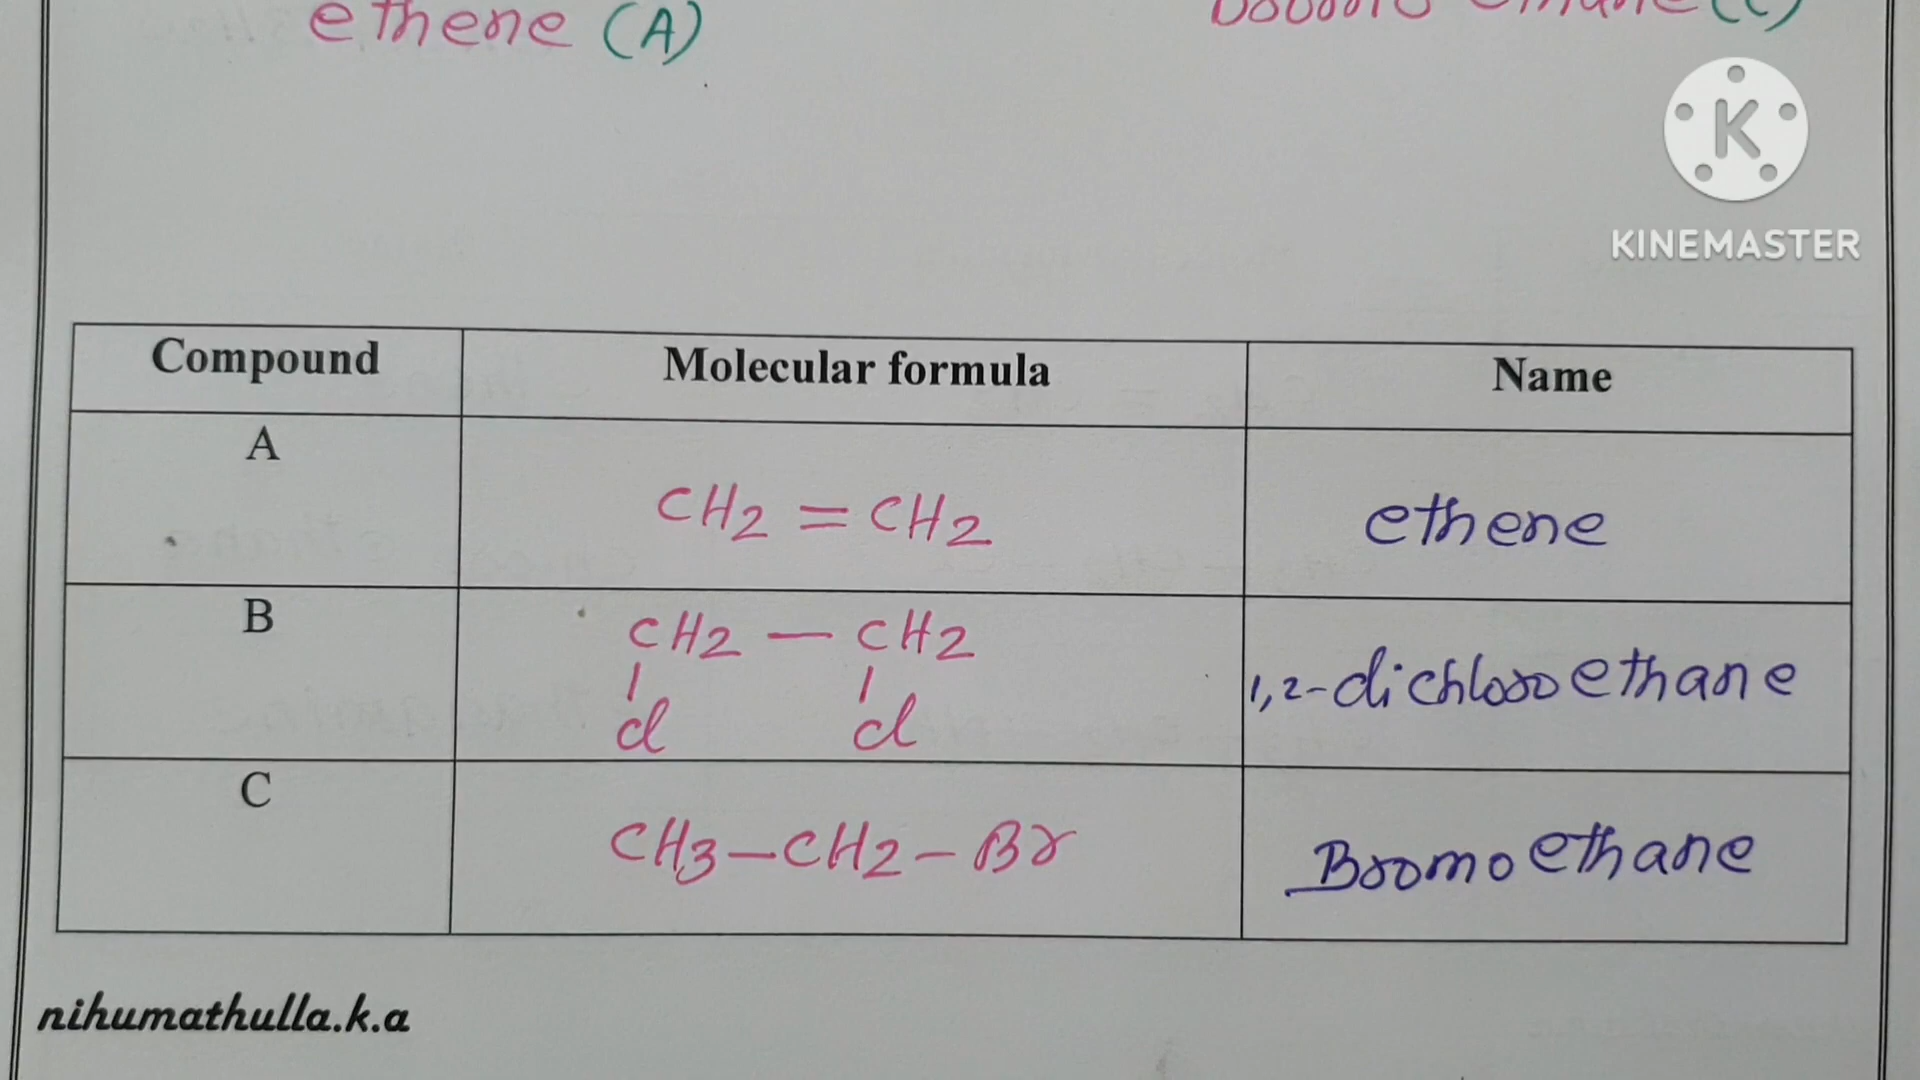 ethene (A)
KINEMASTER
Compound Molecular formula Name
A
CH2 = CH2 ethene
B
CH2 — CH2
1,2-dichloroethane
Cl Cl
C
CH3 — CH2 — Br Bromoethane
nihumathulla.k.a